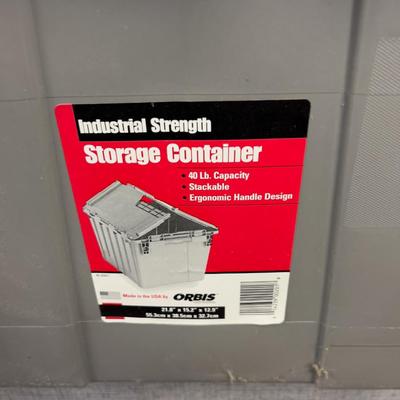 Industrial Strength
Storage Container
• 40 Lb. Capacity
• Stackable
• Ergonomic Handle Design
Made in the USA by ORBIS
21.8" x 15.2" x 12.9"
55.3cm x 38.5cm x 32.7cm